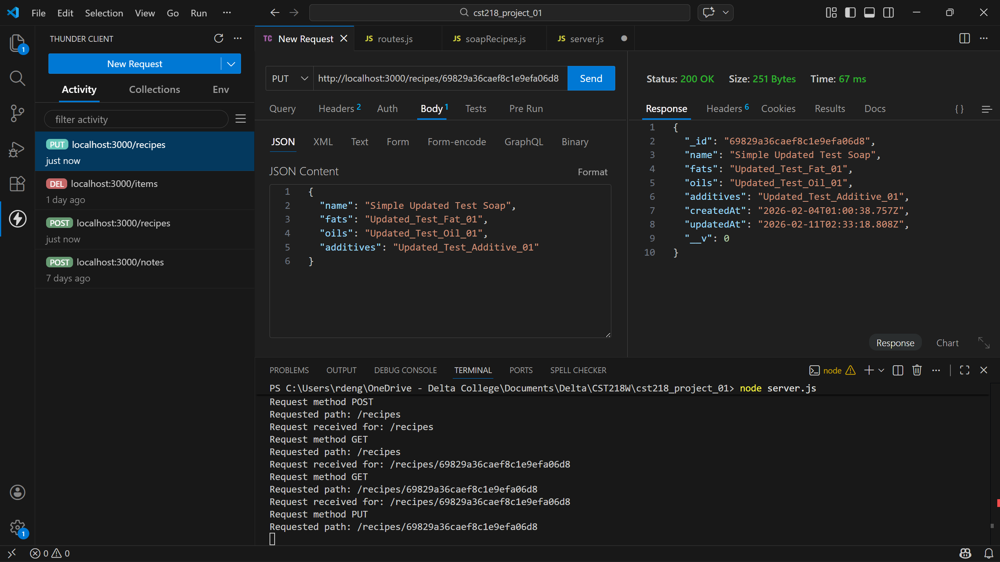 File Edit Selection View Go Run ···
cst218_project_01
THUNDER CLIENT
New Request
Activity Collections Env
filter activity
PUT localhost:3000/recipes
just now
DEL localhost:3000/items
1 day ago
POST localhost:3000/recipes
just now
POST localhost:3000/notes
7 days ago
1
1
TC New Request
JS routes.js
JS soapRecipes.js
JS server.js
PUT http://localhost:3000/recipes/69829a36caef8c1e9efa06d8 Send
Query Headers 2 Auth Body 1 Tests Pre Run
JSON XML Text Form Form-encode GraphQL Binary
JSON Content Format
1 {
2 "name": "Simple Updated Test Soap",
3 "fats": "Updated_Test_Fat_01",
4 "oils": "Updated_Test_Oil_01",
5 "additives": "Updated_Test_Additive_01"
6 }
Status: 200 OK Size: 251 Bytes Time: 67 ms
Response Headers 6 Cookies Results Docs {}
1 {
2 "_id": "69829a36caef8c1e9efa06d8",
3 "name": "Simple Updated Test Soap",
4 "fats": "Updated_Test_Fat_01",
5 "oils": "Updated_Test_Oil_01",
6 "additives": "Updated_Test_Additive_01",
7 "createdAt": "2026-02-04T01:00:38.757Z",
8 "updatedAt": "2026-02-11T02:33:18.808Z",
9 "__v": 0
10 }
Response Chart
PROBLEMS OUTPUT DEBUG CONSOLE TERMINAL PORTS SPELL CHECKER
node
PS C:\Users\rdeng\OneDrive - Delta College\Documents\Delta\CST218W\cst218_project_01> node server.js
Request method POST
Requested path: /recipes
Request received for: /recipes
Request method GET
Requested path: /recipes
Request received for: /recipes/69829a36caef8c1e9efa06d8
Request method GET
Requested path: /recipes/69829a36caef8c1e9efa06d8
Request received for: /recipes/69829a36caef8c1e9efa06d8
Request method PUT
Requested path: /recipes/69829a36caef8c1e9efa06d8
0 0